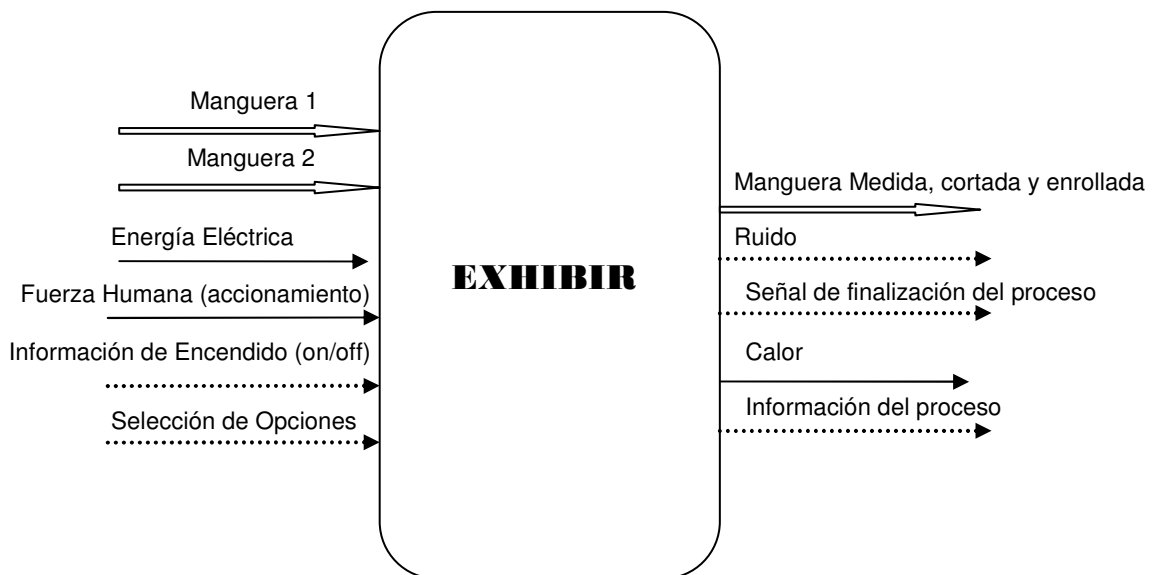 Manguera 1
Manguera 2
Energía Eléctrica
Fuerza Humana (accionamiento)
Información de Encendido (on/off)
Selección de Opciones
EXHIBIR
Manguera Medida, cortada y enrollada
Ruido
Señal de finalización del proceso
Calor
Información del proceso